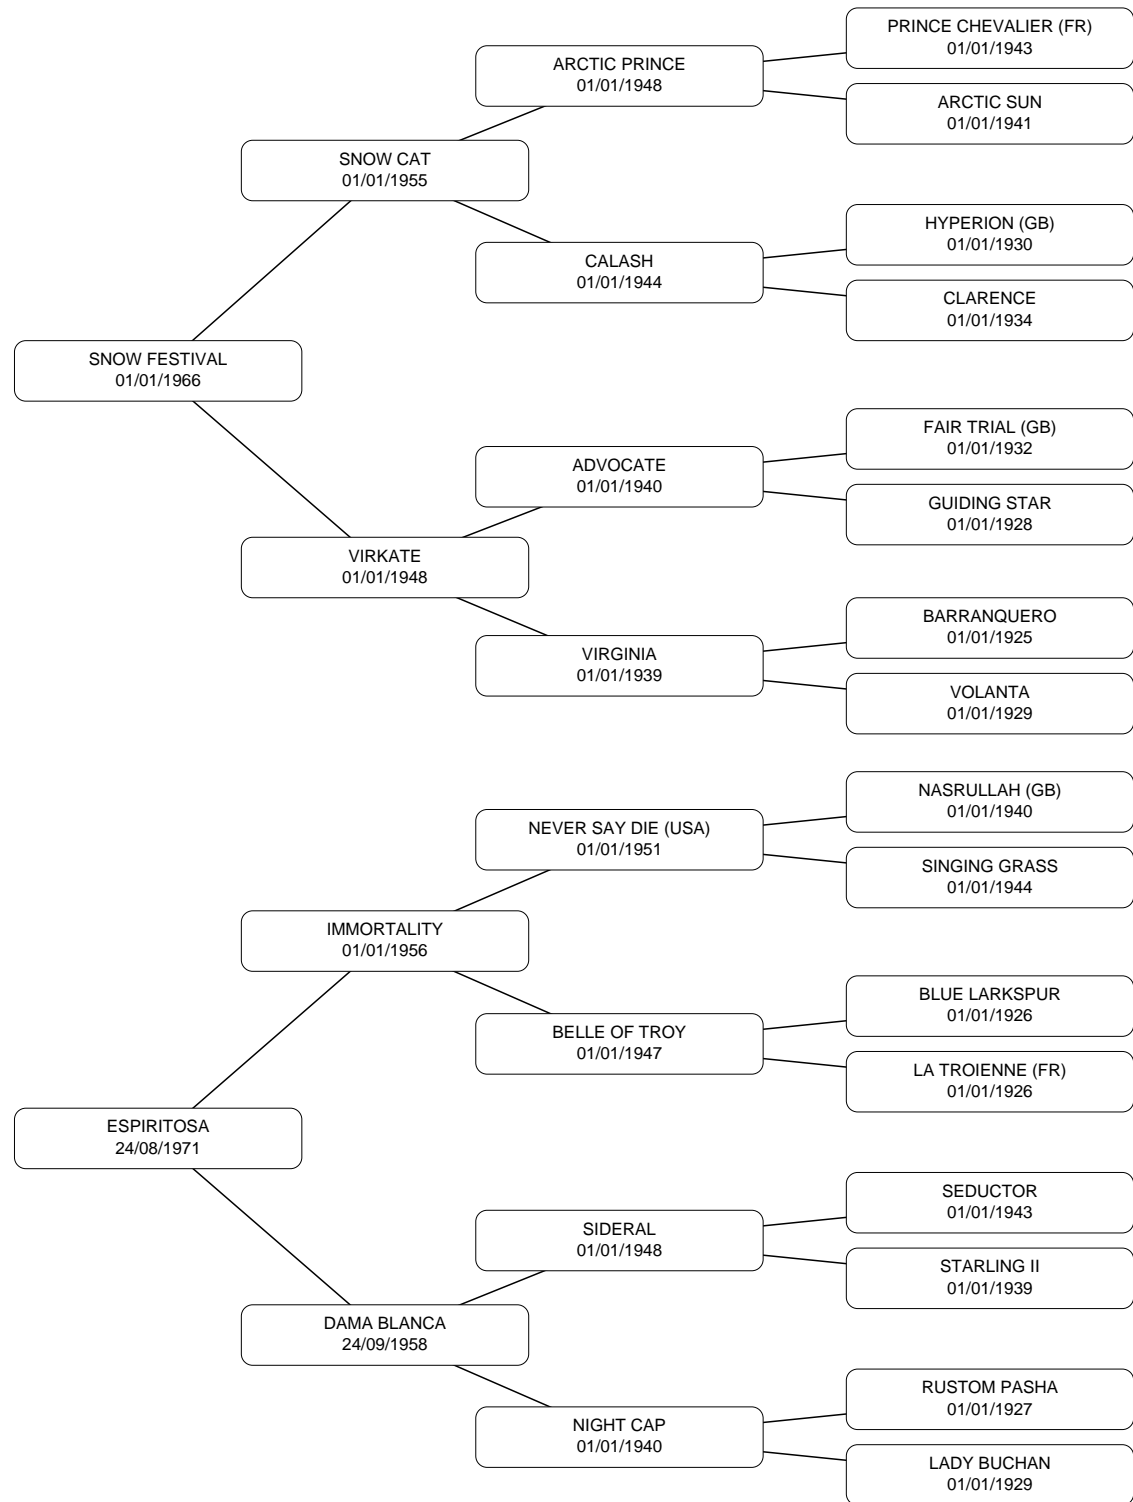 PRINCE CHEVALIER (FR)
01/01/1943
ARCTIC PRINCE
01/01/1948
ARCTIC SUN
01/01/1941
SNOW CAT
01/01/1955
HYPERION (GB)
01/01/1930
CALASH
01/01/1944
CLARENCE
01/01/1934
SNOW FESTIVAL
01/01/1966
FAIR TRIAL (GB)
01/01/1932
ADVOCATE
01/01/1940
GUIDING STAR
01/01/1928
VIRKATE
01/01/1948
BARRANQUERO
01/01/1925
VIRGINIA
01/01/1939
VOLANTA
01/01/1929
NASRULLAH (GB)
01/01/1940
NEVER SAY DIE (USA)
01/01/1951
SINGING GRASS
01/01/1944
IMMORTALITY
01/01/1956
BLUE LARKSPUR
01/01/1926
BELLE OF TROY
01/01/1947
LA TROIENNE (FR)
01/01/1926
ESPIRITOSA
24/08/1971
SEDUCTOR
01/01/1943
SIDERAL
01/01/1948
STARLING II
01/01/1939
DAMA BLANCA
24/09/1958
RUSTOM PASHA
01/01/1927
NIGHT CAP
01/01/1940
LADY BUCHAN
01/01/1929